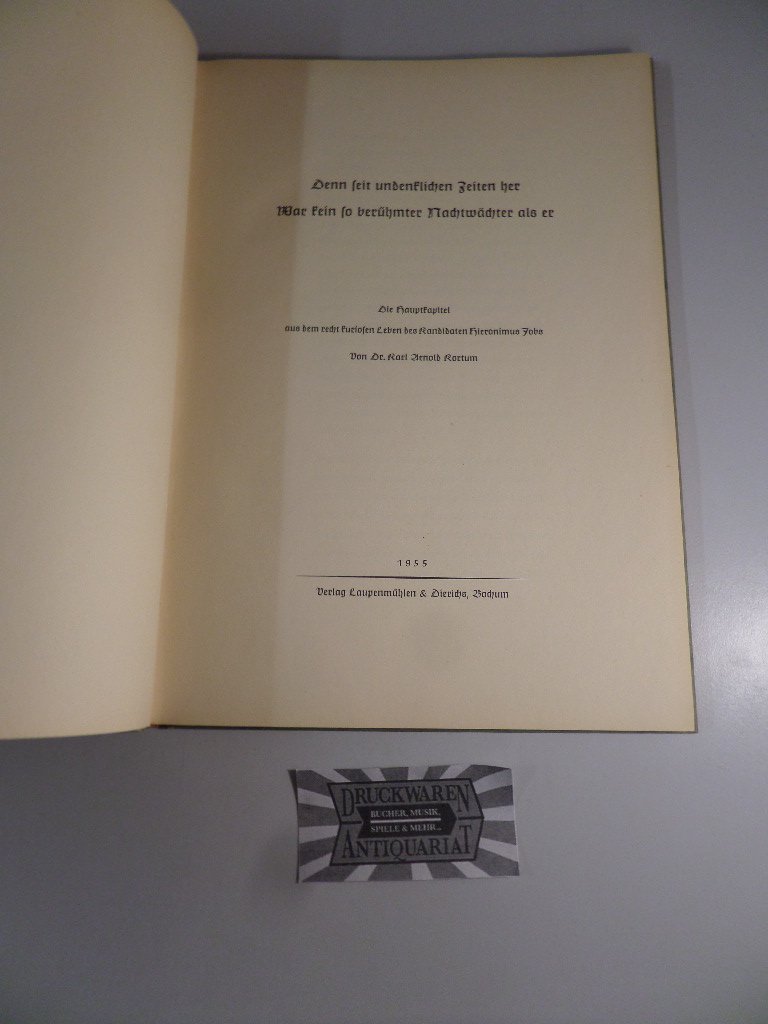 Denn seit undenklichen Zeiten her
War kein so berühmter Nachtwächter als er
Die Hauptkapitel
aus dem recht kuriosen Leben des Kandidaten Hieronimus Jobs
Von Dr. Karl Arnold Kortum
1955
Verlag Laupenmühlen & Dierichs, Bochum
DRUCKWAREN
BÜCHER, MUSIK,
SPIELE & MEHR...
ANTIQUARIAT